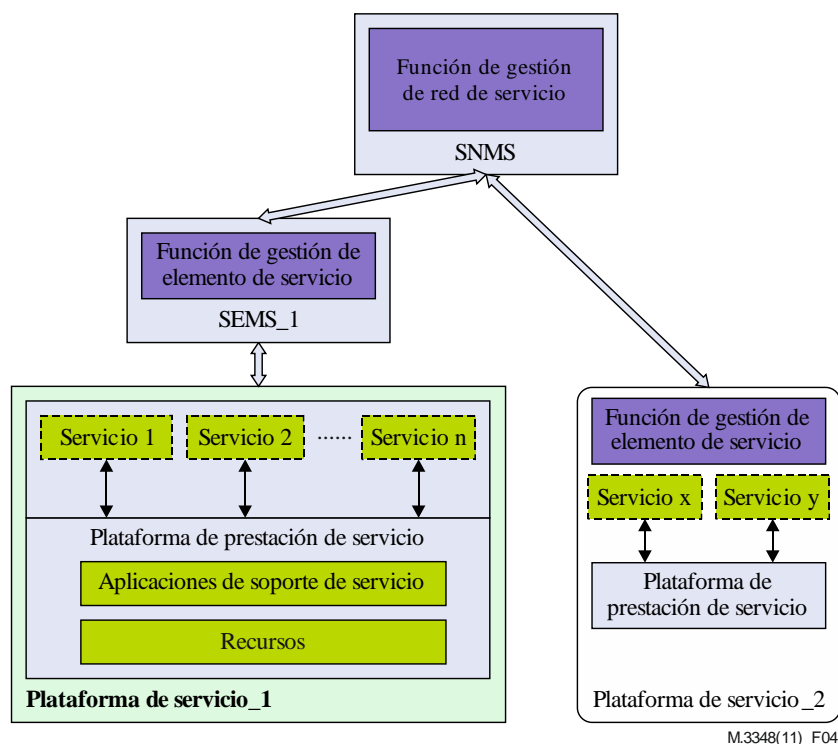 Función de gestión
de red de servicio
SNMS
Función de gestión de
elemento de servicio
SEMS_1
Servicio 1
Servicio 2
......
Servicio n
Plataforma de prestación de servicio
Aplicaciones de soporte de servicio
Recursos
Plataforma de servicio_1
Función de gestión de
elemento de servicio
Servicio x
Servicio y
Plataforma de
prestación de servicio
Plataforma de servicio_2
M.3348(11)_F04